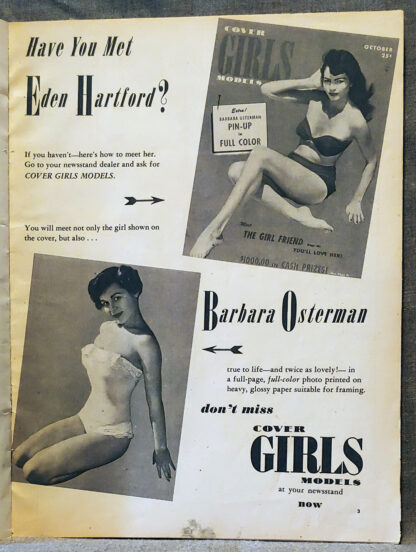 Have You Met
Eden Hartford?
If you haven't—here's how to meet her.
Go to your newsstand dealer and ask for
COVER GIRLS MODELS.
You will meet not only the girl shown on
the cover, but also . . .
COVER
GIRLS
MODELS
OCTOBER
25¢
Extra!
BARBARA OSTERMAN
PIN-UP
in
FULL COLOR
Meet
THE GIRL FRIEND
YOU'LL LOVE HER!
$1000.00 in CASH PRIZES!
Barbara Osterman
true to life—and twice as lovely!— in
a full-page, full-color photo printed on
heavy, glossy paper suitable for framing.
don't miss
COVER
GIRLS
MODELS
at your newsstand
now
3